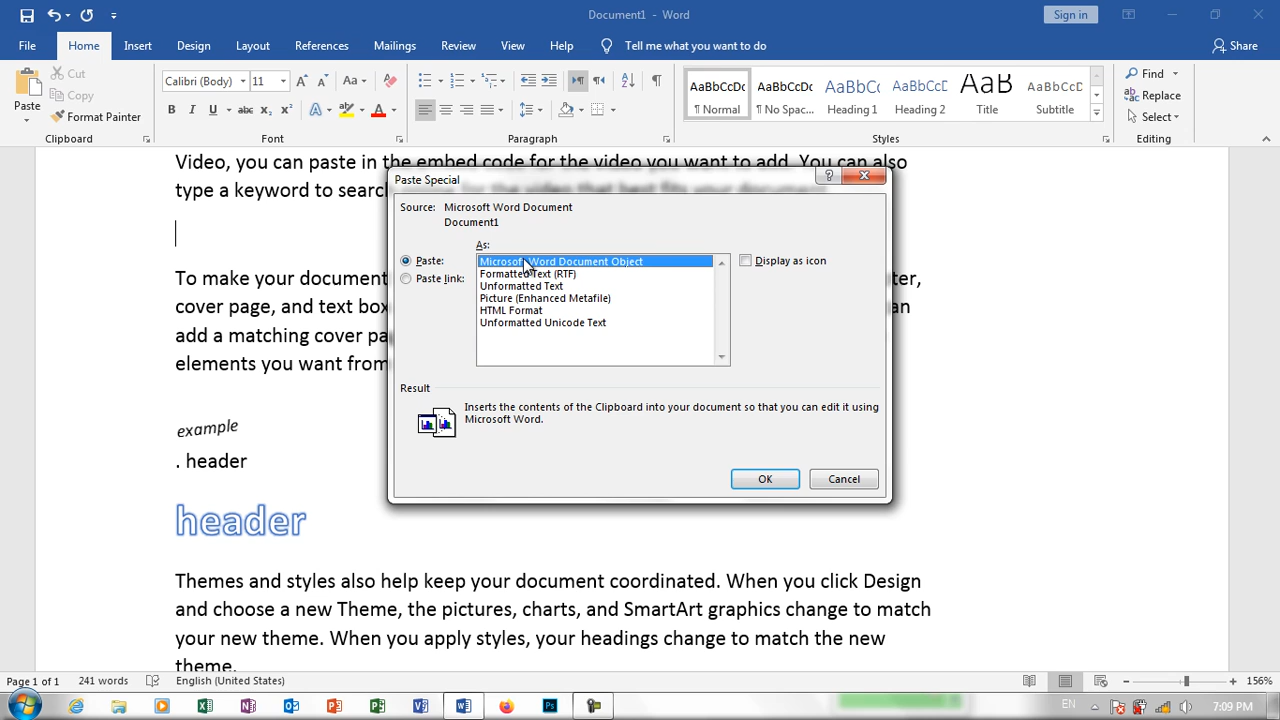 Document1 - Word
Sign in
File Home Insert Design Layout References Mailings Review View Help Tell me what you want to do Share
Paste
Cut
Copy
Format Painter
Clipboard
Calibri (Body) 11 Aa
B I U abc x₂ x² A A
Font
Paragraph
AaBbCcDc AaBbCcDc AaBbCc AaBbCcD AaB AaBbCcD
¶ Normal ¶ No Spac... Heading 1 Heading 2 Title Subtitle
Styles
Find
Replace
Select
Editing
Video, you can paste in the embed code for the video you want to add. You can also
type a keyword to search
To make your document
cover page, and text box
add a matching cover pa
elements you want from
example
. header
header
Themes and styles also help keep your document coordinated. When you click Design
and choose a new Theme, the pictures, charts, and SmartArt graphics change to match
your new theme. When you apply styles, your headings change to match the new
theme.
Paste Special
Source: Microsoft Word Document
Document1
As:
Paste:
Paste link:
Microsoft Word Document Object
Formatted Text (RTF)
Unformatted Text
Picture (Enhanced Metafile)
HTML Format
Unformatted Unicode Text
Display as icon
Result
Inserts the contents of the Clipboard into your document so that you can edit it using
Microsoft Word.
OK Cancel
Page 1 of 1 241 words English (United States) 156%
EN 7:09 PM